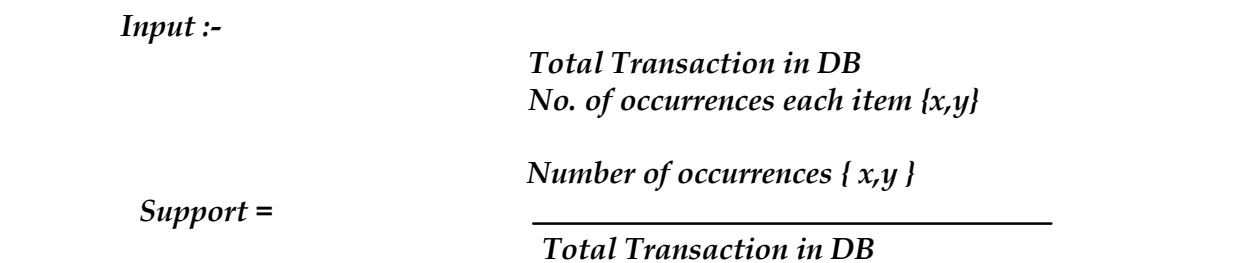 Input :-
Total Transaction in DB
No. of occurrences each item {x,y}
Number of occurrences { x,y }
Support =
Total Transaction in DB